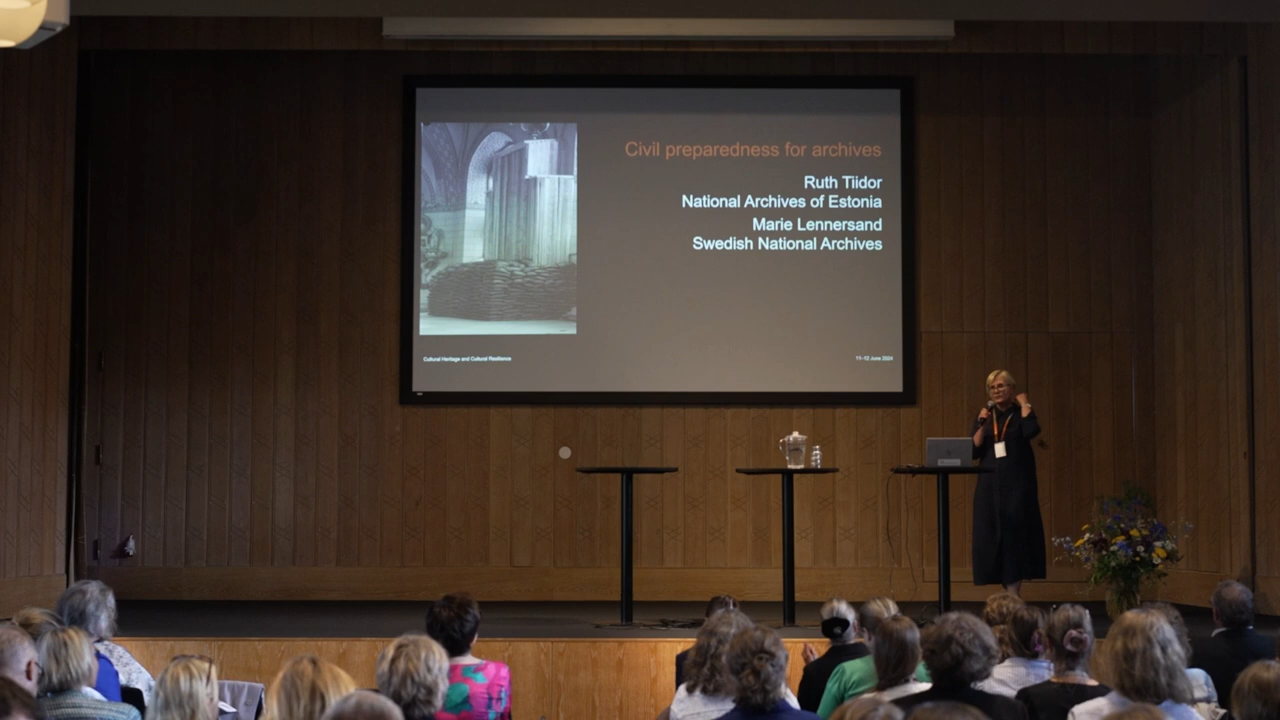 Civil preparedness for archives
Ruth Tiidor
National Archives of Estonia
Marie Lennersand
Swedish National Archives
Cultural Heritage and Cultural Resilience
11–12 June 2024